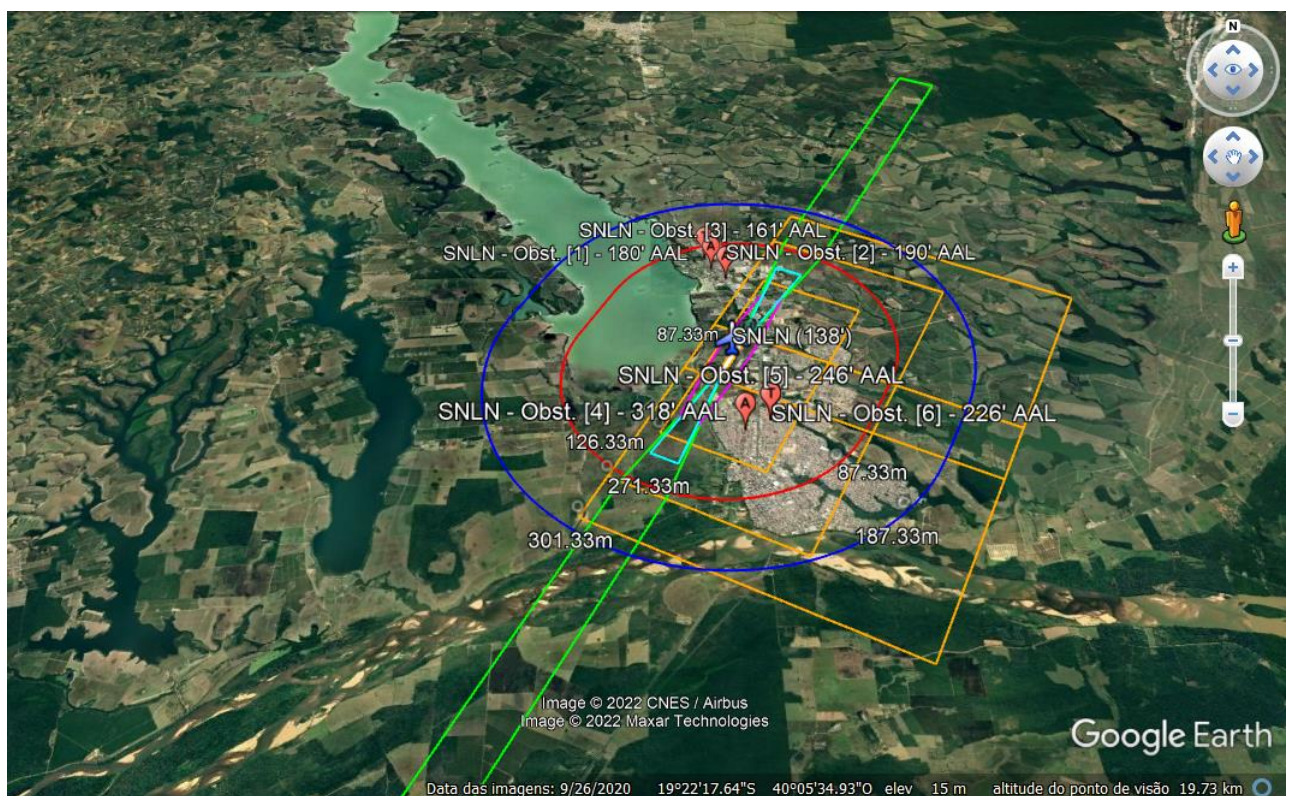 N
SNLN - Obst. [3] - 161' AAL
SNLN - Obst. [1] - 180' AAL
SNLN - Obst. [2] - 190' AAL
A
87.33m
SNLN (138')
SNLN - Obst. [5] - 246' AAL
A
T
SNLN - Obst. [4] - 318' AAL
SNLN - Obst. [6] - 226' AAL
126.33m
87.33m
271.33m
301.33m
187.33m
Image © 2022 CNES / Airbus
Image © 2022 Maxar Technologies
Google Earth
Data das imagens: 9/26/2020 19°22'17.64"S 40°05'34.93"O elev 15 m altitude do ponto de visão 19.73 km